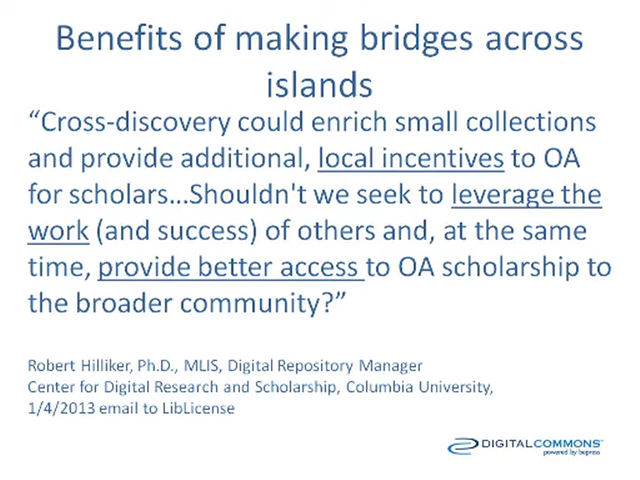 Benefits of making bridges across
islands
“Cross-discovery could enrich small collections
and provide additional, local incentives to OA
for scholars…Shouldn't we seek to leverage the
work (and success) of others and, at the same
time, provide better access to OA scholarship to
the broader community?”
Robert Hilliker, Ph.D., MLIS, Digital Repository Manager
Center for Digital Research and Scholarship, Columbia University,
1/4/2013 email to LibLicense
DIGITALCOMMONS™
powered by bepress